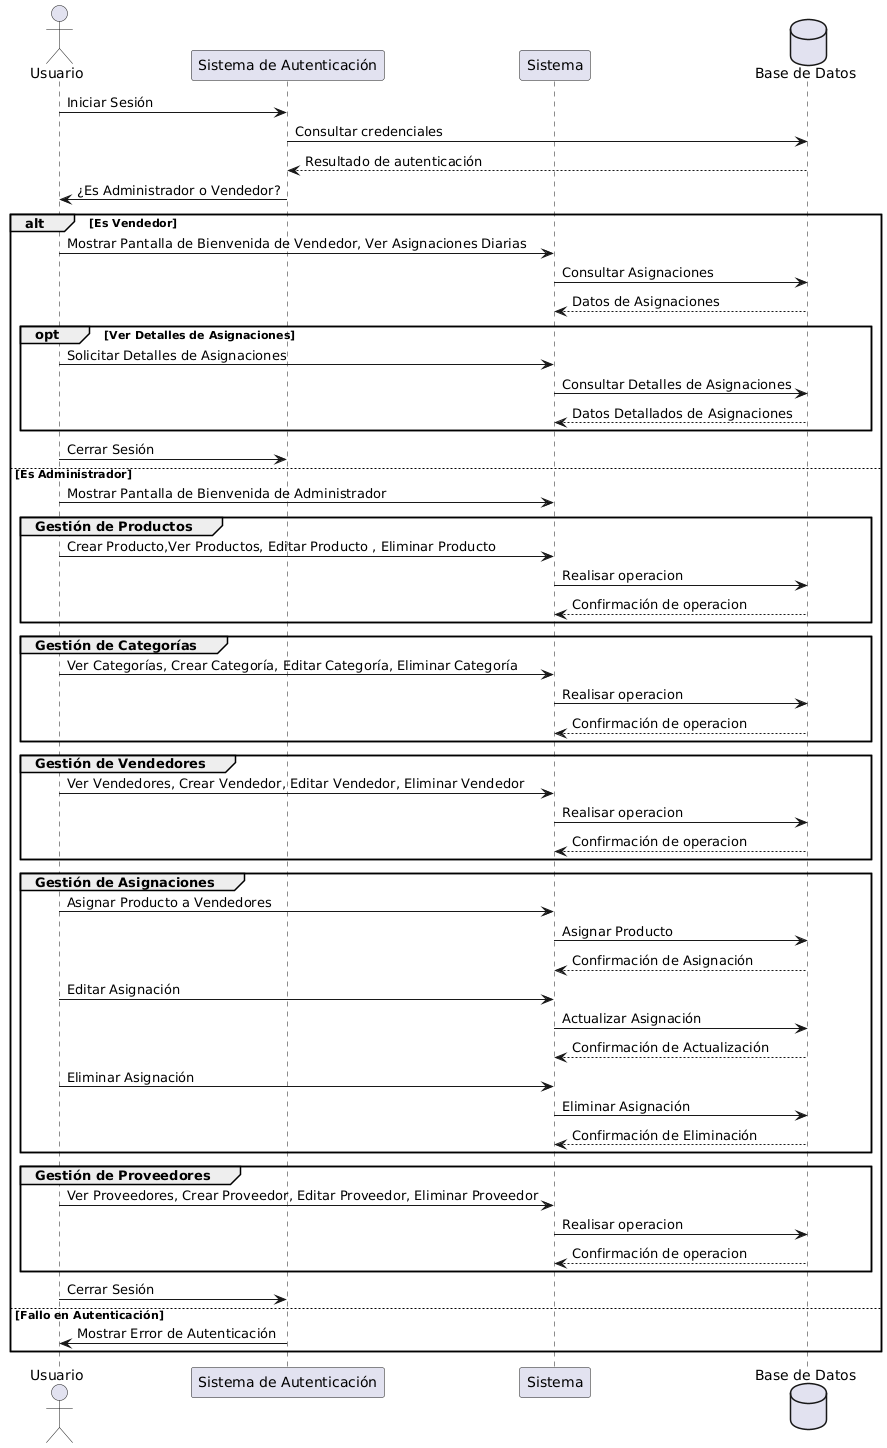 Usuario
Sistema de Autenticación
Sistema
Base de Datos
Iniciar Sesión
Consultar credenciales
Resultado de autenticación
¿Es Administrador o Vendedor?
alt [Es Vendedor]
Mostrar Pantalla de Bienvenida de Vendedor, Ver Asignaciones Diarias
Consultar Asignaciones
Datos de Asignaciones
opt [Ver Detalles de Asignaciones]
Solicitar Detalles de Asignaciones
Consultar Detalles de Asignaciones
Datos Detallados de Asignaciones
Cerrar Sesión
[Es Administrador]
Mostrar Pantalla de Bienvenida de Administrador
Gestión de Productos
Crear Producto,Ver Productos, Editar Producto , Eliminar Producto
Realisar operacion
Confirmación de operacion
Gestión de Categorías
Ver Categorías, Crear Categoría, Editar Categoría, Eliminar Categoría
Realisar operacion
Confirmación de operacion
Gestión de Vendedores
Ver Vendedores, Crear Vendedor, Editar Vendedor, Eliminar Vendedor
Realisar operacion
Confirmación de operacion
Gestión de Asignaciones
Asignar Producto a Vendedores
Asignar Producto
Confirmación de Asignación
Editar Asignación
Actualizar Asignación
Confirmación de Actualización
Eliminar Asignación
Eliminar Asignación
Confirmación de Eliminación
Gestión de Proveedores
Ver Proveedores, Crear Proveedor, Editar Proveedor, Eliminar Proveedor
Realisar operacion
Confirmación de operacion
Cerrar Sesión
[Fallo en Autenticación]
Mostrar Error de Autenticación
Usuario
Sistema de Autenticación
Sistema
Base de Datos